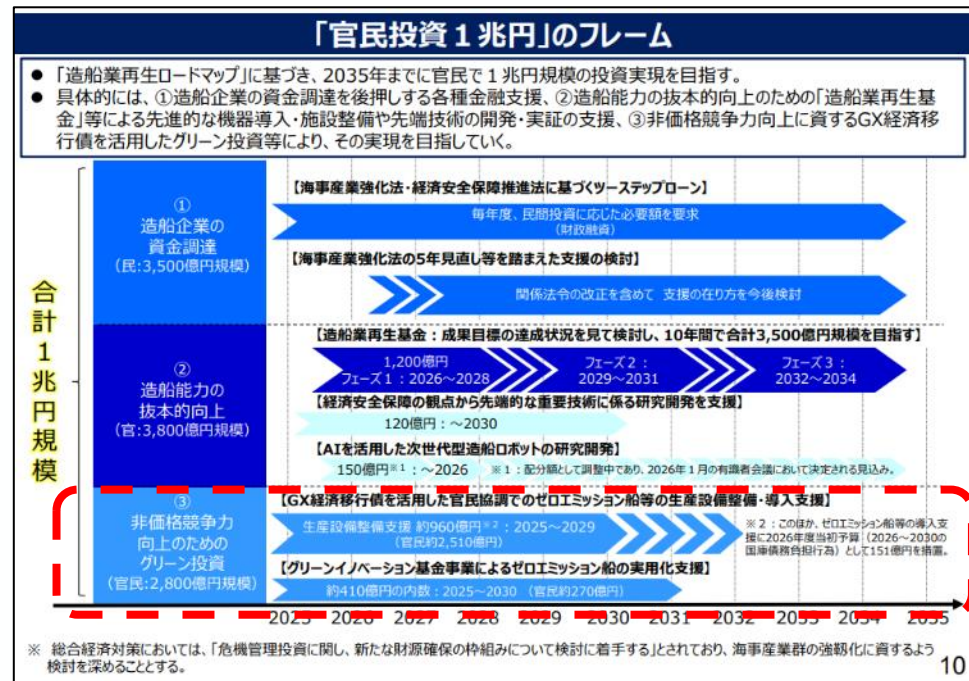 「官民投資１兆円」のフレーム
● 「造船業再生ロードマップ」に基づき、2035年までに官民で１兆円規模の投資実現を目指す。
● 具体的には、①造船企業の資金調達を後押しする各種金融支援、②造船能力の抜本的向上のための「造船業再生基
金」等による先進的な機器導入・施設整備や先端技術の開発・実証の支援、③非価格競争力向上に資するGX経済移
行債を活用したグリーン投資等により、その実現を目指していく。
合計１兆円規模
①
造船企業の
資金調達
（民:3,500億円規模）
【海事産業強化法・経済安全保障推進法に基づくツーステップローン】
毎年度、民間投資に応じた必要額を要求
（財政融資）
【海事産業強化法の5年見直し等を踏まえた支援の検討】
関係法令の改正を含めて 支援の在り方を今後検討
②
造船能力の
抜本的向上
（官:3,800億円規模）
【造船業再生基金：成果目標の達成状況を見て検討し、10年間で合計3,500億円規模を目指す】
1,200億円
フェーズ１：2026～2028
フェーズ２：
2029～2031
フェーズ３：
2032～2034
【経済安全保障の観点から先端的な重要技術に係る研究開発を支援】
120億円：～2030
【AIを活用した次世代型造船ロボットの研究開発】
150億円※１：～2026
※１：配分額として調整中であり、2026年１月の有識者会議において決定される見込み。
③
非価格競争力
向上のための
グリーン投資
（官民:2,800億円規模）
【GX経済移行債を活用した官民協調でのゼロエミッション船等の生産設備整備・導入支援】
生産設備整備支援 約960億円※２：2025～2029
（官民約2,510億円）
※２：このほか、ゼロエミッション船等の導入支
援に2026年度当初予算（2026～2030の
国庫債務負担行為）として151億円を措置。
【グリーンイノベーション基金事業によるゼロエミッション船の実用化支援】
約410億円の内数：2025～2030 （官民約270億円）
2025 2026 2027 2028 2029 2030 2031 2032 2033 2034 2035
※ 総合経済対策においては、「危機管理投資に関し、新たな財源確保の枠組みについて検討に着手する」とされており、海事産業群の強靭化に資するよう
検討を深めることとする。
10